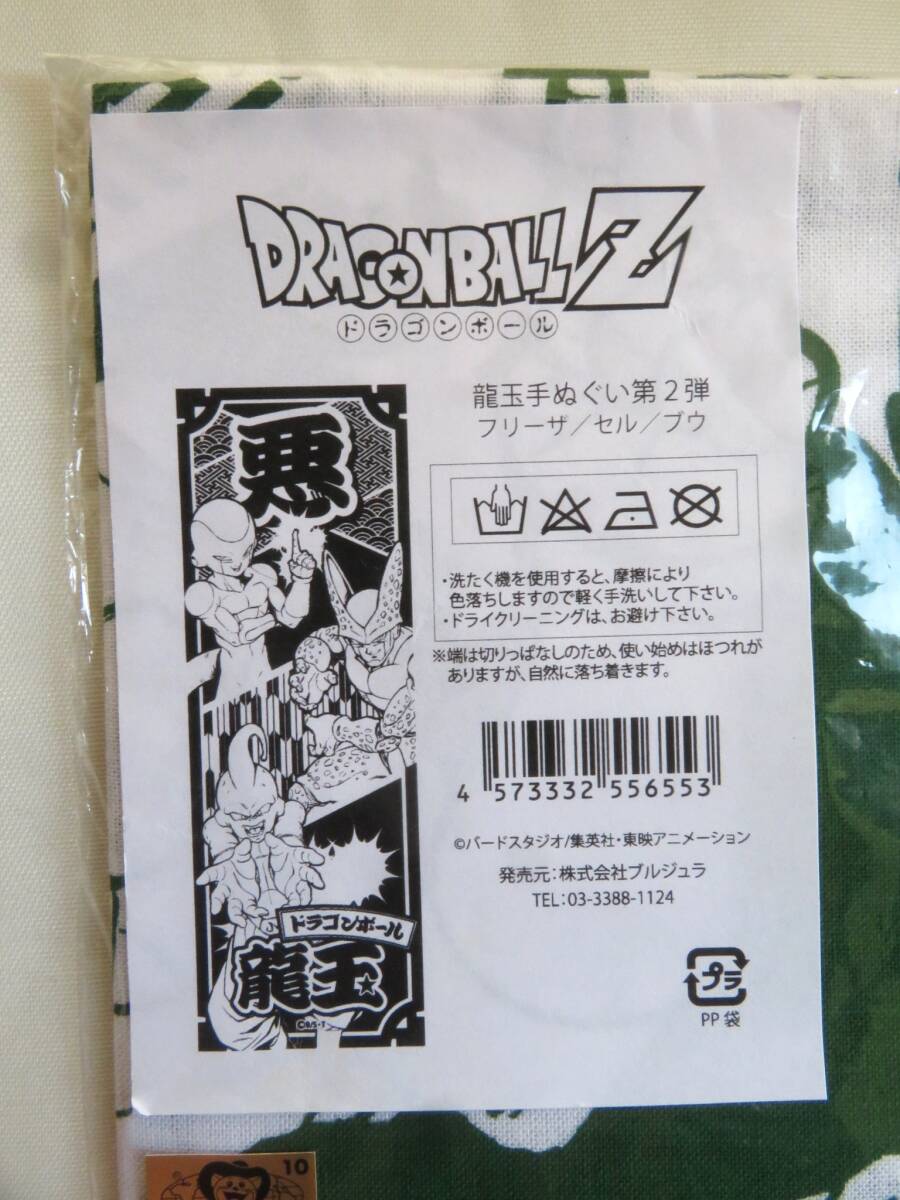 DRAGONBALL Z
ドラゴンボール
龍玉手ぬぐい第2弾
フリーザ／セル／ブウ
悪
ドラゴンボール
龍玉
©B/S・T
・洗たく機を使用すると、摩擦により
色落ちしますので軽く手洗いして下さい。
・ドライクリーニングは、お避け下さい。
※端は切りっぱなしのため、使い始めはほつれが
ありますが、自然に落ち着きます。
4 573332 556553
©バードスタジオ/集英社・東映アニメーション
発売元：株式会社ブルジュラ
TEL：03-3388-1124
プラ
PP 袋
10